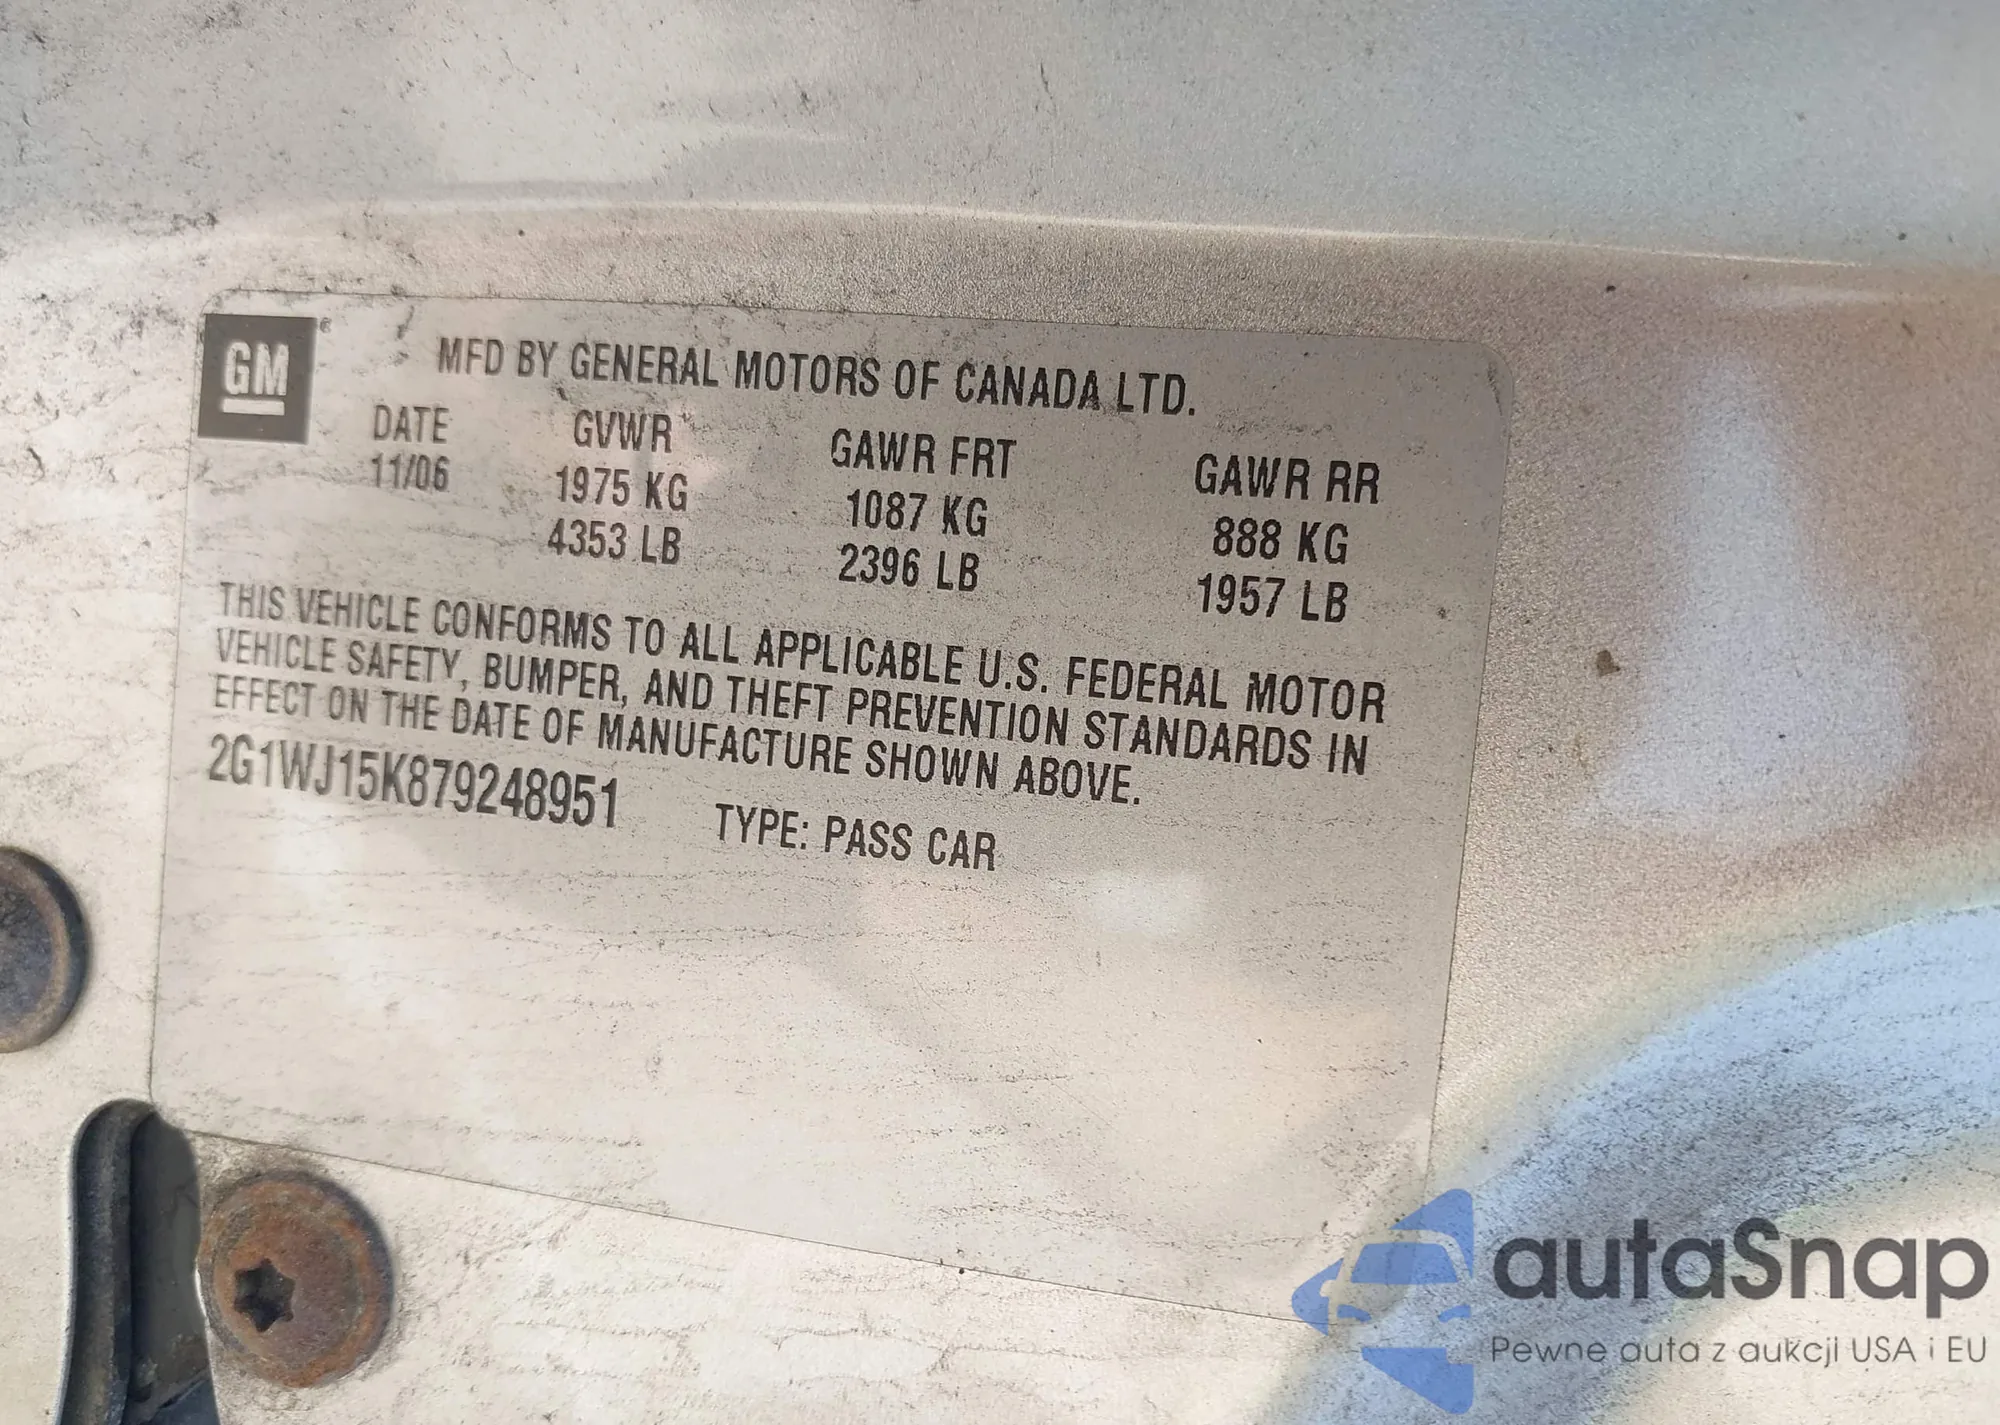 GM
MFD BY GENERAL MOTORS OF CANADA LTD.
DATE GVWR GAWR FRT GAWR RR
11/06 1975 KG 1087 KG 888 KG
4353 LB 2396 LB 1957 LB
THIS VEHICLE CONFORMS TO ALL APPLICABLE U.S. FEDERAL MOTOR
VEHICLE SAFETY, BUMPER, AND THEFT PREVENTION STANDARDS IN
EFFECT ON THE DATE OF MANUFACTURE SHOWN ABOVE.
2G1WJ15K879248951 TYPE: PASS CAR
autaSnap
Pewne auta z aukcji USA i EU